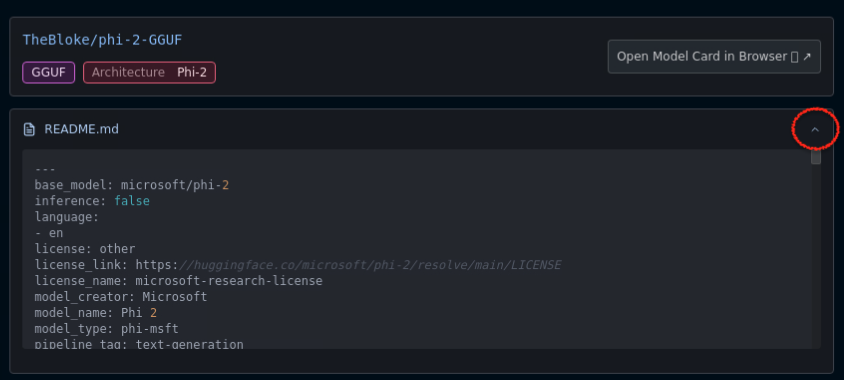 TheBloke/phi-2-GGUF
Open Model Card in Browser ↗
GGUF
Architecture Phi-2
README.md
---
base_model: microsoft/phi-2
inference: false
language:
- en
license: other
license_link: https://huggingface.co/microsoft/phi-2/resolve/main/LICENSE
license_name: microsoft-research-license
model_creator: Microsoft
model_name: Phi 2
model_type: phi-msft
pipeline_tag: text-generation